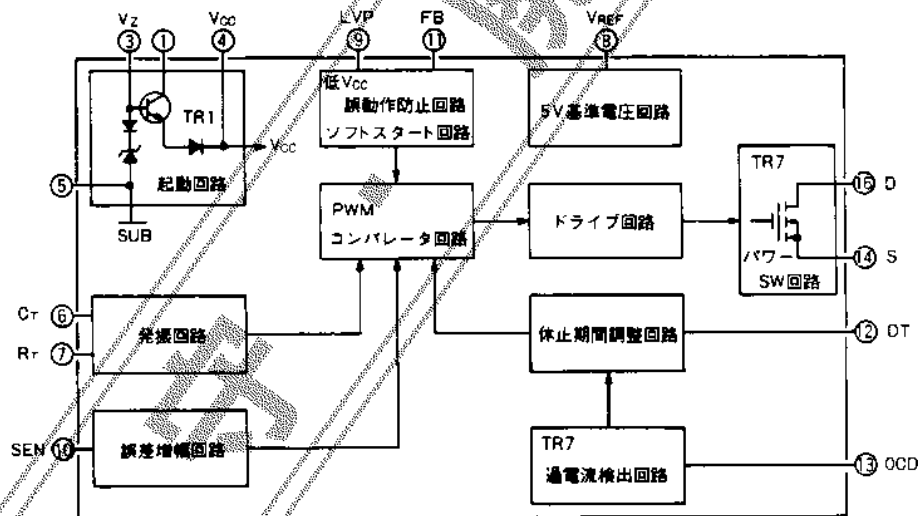 VZ
③
①
VCC
④
LVP
⑨
FB
⑪
VREF
⑧
TR1
VCC
起動回路
⑤
SUB
低VCC
誤動作防止回路
ソフトスタート回路
5V基準電圧回路
PWM
コンパレータ回路
ドライブ回路
TR7
パワー
SW回路
⑯ D
⑭ S
CT ⑥
RT ⑦
発振回路
休止期間調整回路
⑫ DT
SEN ⑩
誤差増幅回路
TR7
過電流検出回路
⑬ OCD